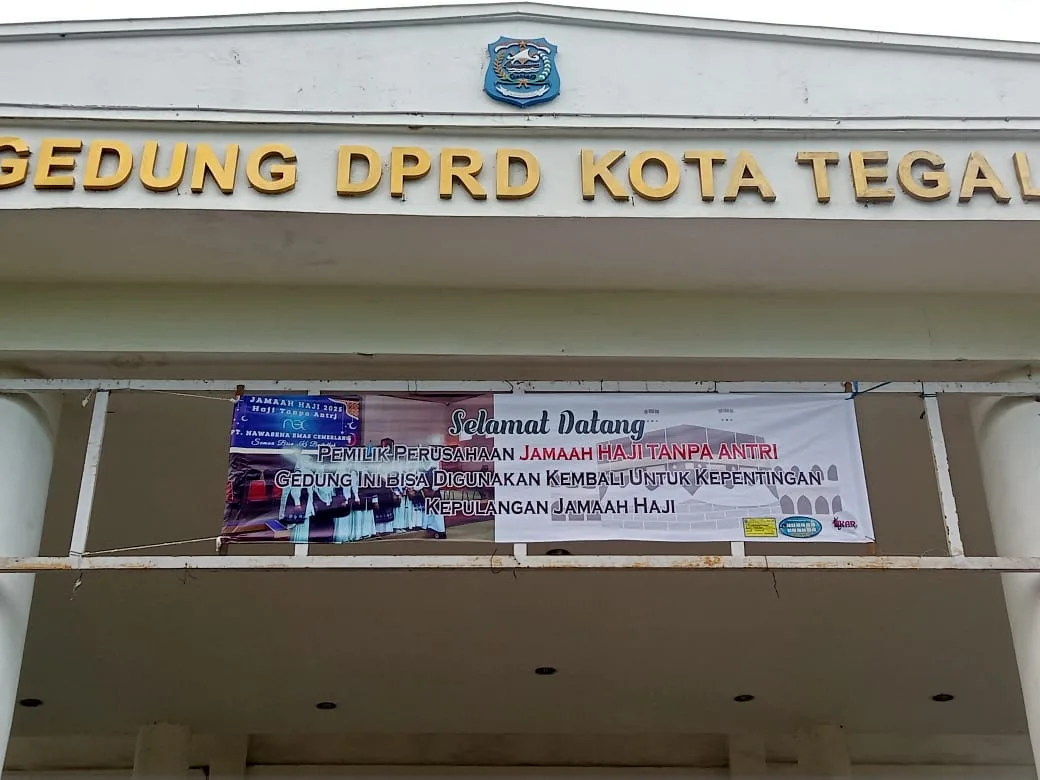 GEDUNG DPRD KOTA TEGAL
JAMAAH HAJI 2025
Haji Tanpa Antri
PT. NAWASENA EMAS CEMERLANG
Selamat Datang
PEMILIK PERUSAHAAN JAMAAH HAJI TANPA ANTRI
GEDUNG INI BISA DIGUNAKAN KEMBALI UNTUK KEPENTINGAN
KEPULANGAN JAMAAH HAJI